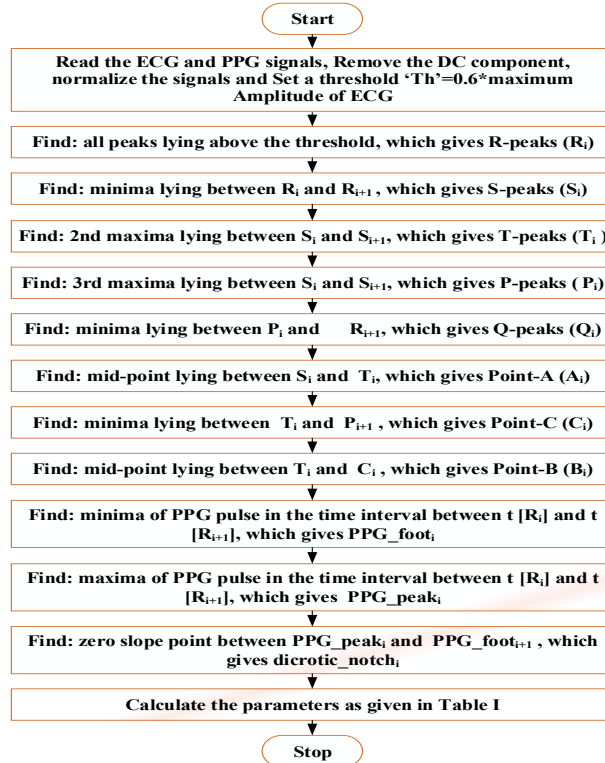 Start
Read the ECG and PPG signals, Remove the DC component,
normalize the signals and Set a threshold ‘Th’=0.6*maximum
Amplitude of ECG
Find: all peaks lying above the threshold, which gives R-peaks (Ri)
Find: minima lying between Ri and Ri+1 , which gives S-peaks (Si)
Find: 2nd maxima lying between Si and Si+1, which gives T-peaks (Ti )
Find: 3rd maxima lying between Si and Si+1, which gives P-peaks ( Pi)
Find: minima lying between Pi and Ri+1, which gives Q-peaks (Qi)
Find: mid-point lying between Si and Ti, which gives Point-A (Ai)
Find: minima lying between Ti and Pi+1 , which gives Point-C (Ci)
Find: mid-point lying between Ti and Ci , which gives Point-B (Bi)
Find: minima of PPG pulse in the time interval between t [Ri] and t
[Ri+1], which gives PPG_footi
Find: maxima of PPG pulse in the time interval between t [Ri] and t
[Ri+1], which gives PPG_peaki
Find: zero slope point between PPG_peaki and PPG_footi+1 , which
gives dicrotic_notchi
Calculate the parameters as given in Table I
Stop